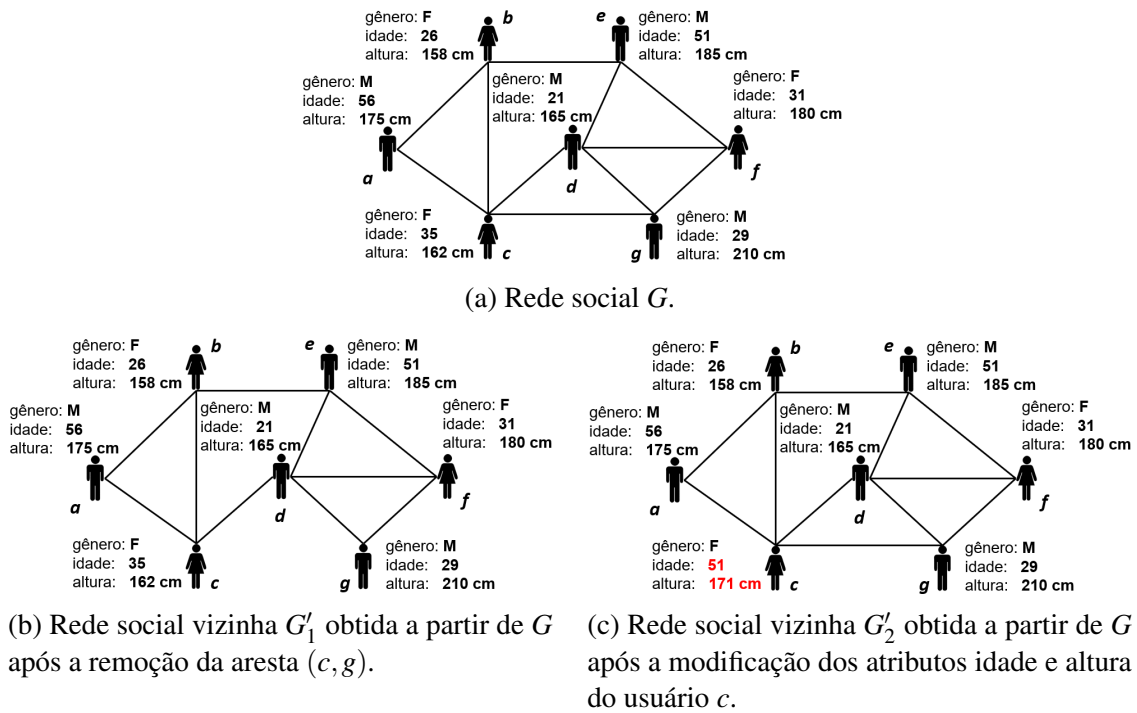 gênero: F
idade: 26
altura: 158 cm
b
e
gênero: M
idade: 51
altura: 185 cm
gênero: M
idade: 56
altura: 175 cm
a
gênero: M
idade: 21
altura: 165 cm
d
gênero: F
idade: 31
altura: 180 cm
f
gênero: F
idade: 35
altura: 162 cm
c
g
gênero: M
idade: 29
altura: 210 cm
(a) Rede social G.
gênero: F
idade: 26
altura: 158 cm
b
e
gênero: M
idade: 51
altura: 185 cm
gênero: M
idade: 56
altura: 175 cm
a
gênero: M
idade: 21
altura: 165 cm
d
gênero: F
idade: 31
altura: 180 cm
f
gênero: F
idade: 35
altura: 162 cm
c
g
gênero: M
idade: 29
altura: 210 cm
(b) Rede social vizinha G′₁ obtida a partir de G
após a remoção da aresta (c,g).
gênero: F
idade: 26
altura: 158 cm
b
e
gênero: M
idade: 51
altura: 185 cm
gênero: M
idade: 56
altura: 175 cm
a
gênero: M
idade: 21
altura: 165 cm
d
gênero: F
idade: 31
altura: 180 cm
f
gênero: F
idade: 51
altura: 171 cm
c
g
gênero: M
idade: 29
altura: 210 cm
(c) Rede social vizinha G′₂ obtida a partir de G
após a modificação dos atributos idade e altura
do usuário c.